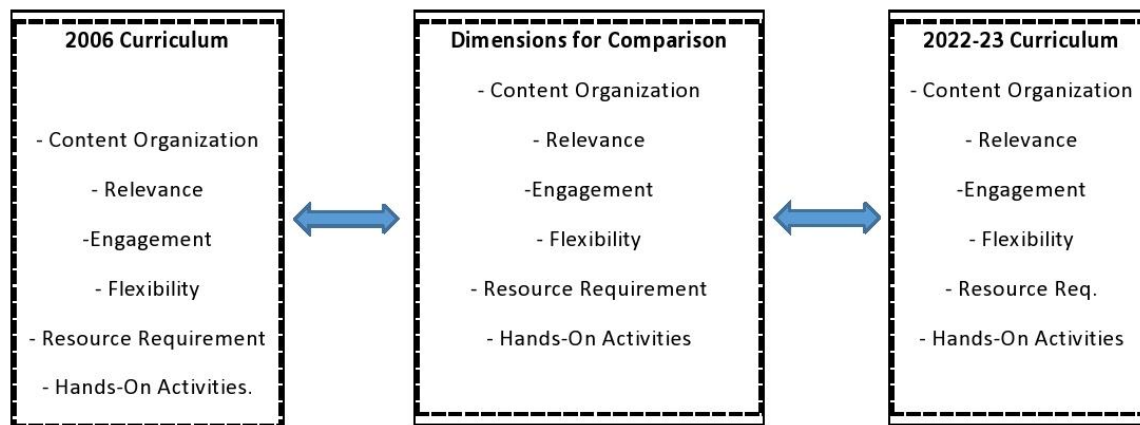 2006 Curriculum
- Content Organization
- Relevance
-Engagement
- Flexibility
- Resource Requirement
- Hands-On Activities.
Dimensions for Comparison
- Content Organization
- Relevance
-Engagement
- Flexibility
- Resource Requirement
- Hands-On Activities
2022-23 Curriculum
- Content Organization
- Relevance
-Engagement
- Flexibility
- Resource Req.
- Hands-On Activities